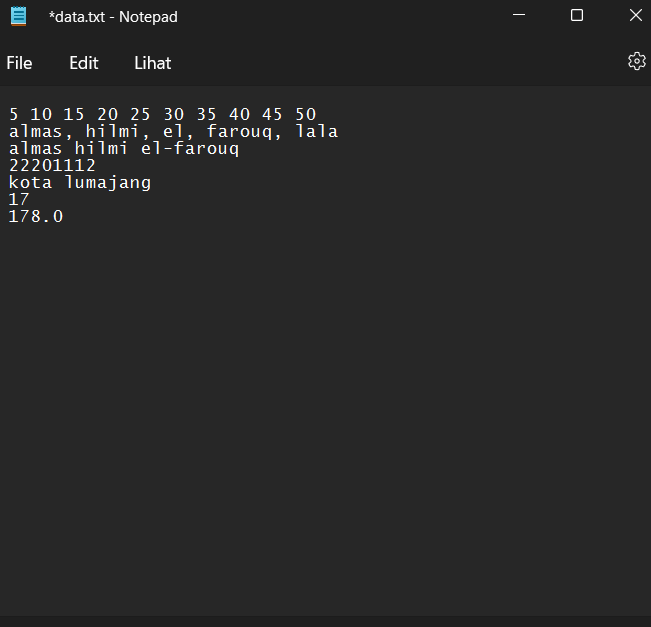 *data.txt - Notepad
File Edit Lihat
5 10 15 20 25 30 35 40 45 50
almas, hilmi, el, farouq, lala
almas hilmi el-farouq
22201112
kota lumajang
17
178.0